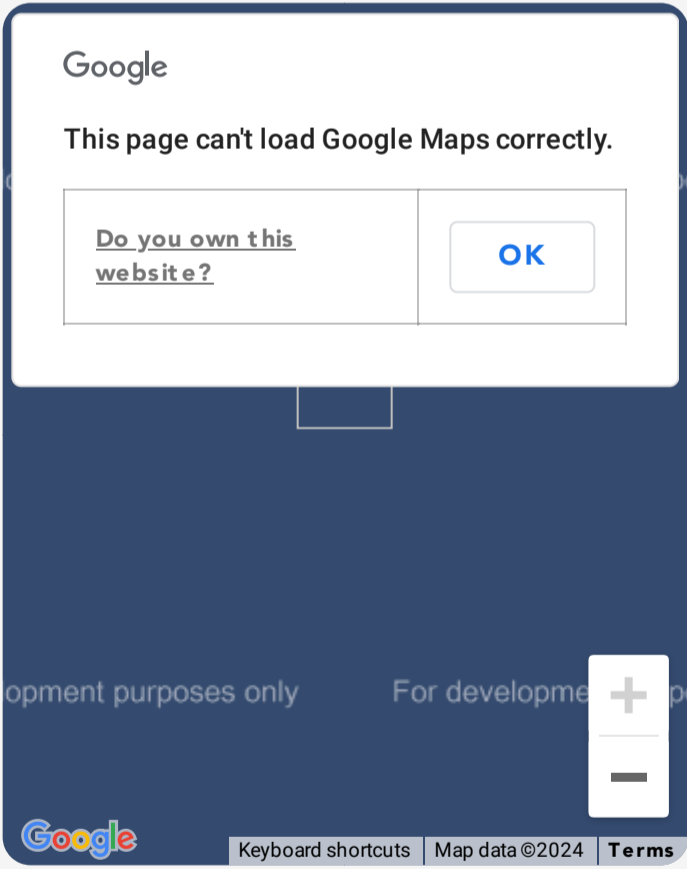 Google
This page can't load Google Maps correctly.
Do you own this
website?
OK
opment purposes only
For developme
Google
Keyboard shortcuts
Map data ©2024
Terms